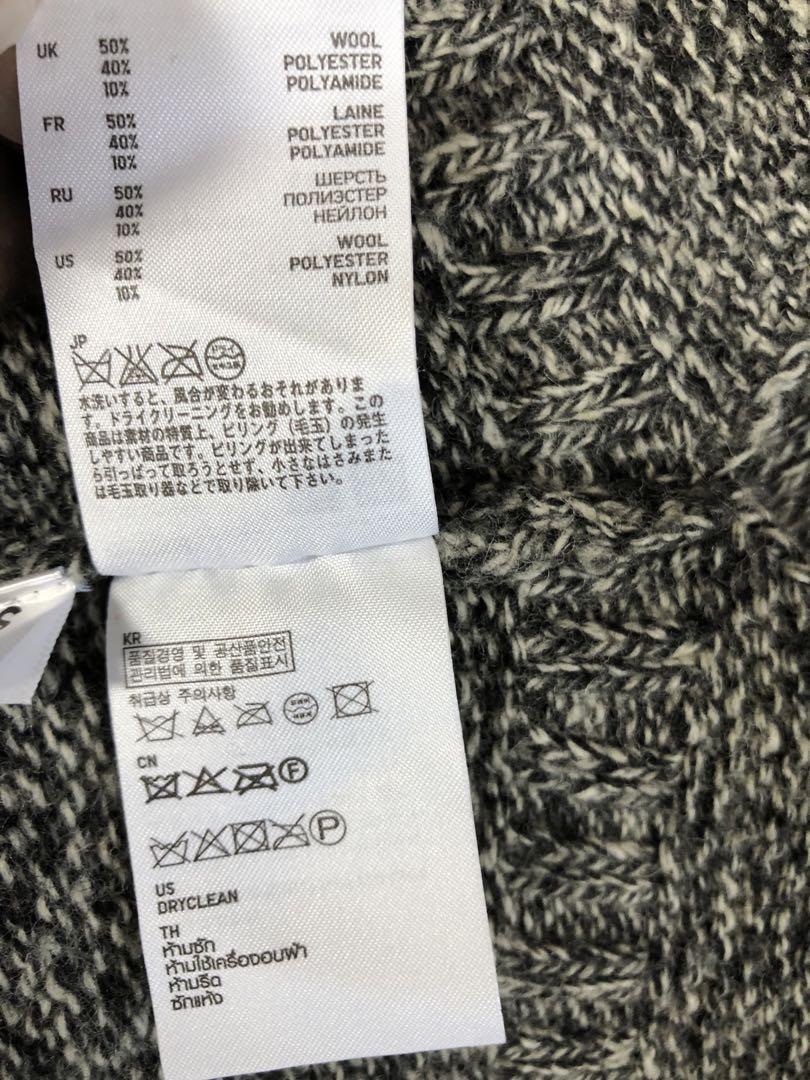 UK 50% WOOL
40% POLYESTER
10% POLYAMIDE
FR 50% LAINE
40% POLYESTER
10% POLYAMIDE
RU 50% ШЕРСТЬ
40% ПОЛИЭСТЕР
10% НЕЙЛОН
US 50% WOOL
40% POLYESTER
10% NYLON
JP
水洗いすると、風合が変わるおそれがありま
す。ドライクリーニングをお勧めします。この
商品は素材の特質上、ピリング（毛玉）の発生
しやすい商品です。ピリングが出来てしまった
ら引っぱって取ろうとせず、小さなはさみまた
は毛玉取り器などで取り除いて下さい。
KR
품질경영 및 공산품안전
관리법에 의한 품질표시
취급상 주의사항
CN
F
P
US
DRYCLEAN
TH
ห้ามซัก
ห้ามใช้เครื่องอบผ้า
ห้ามรีด
ซักแห้ง